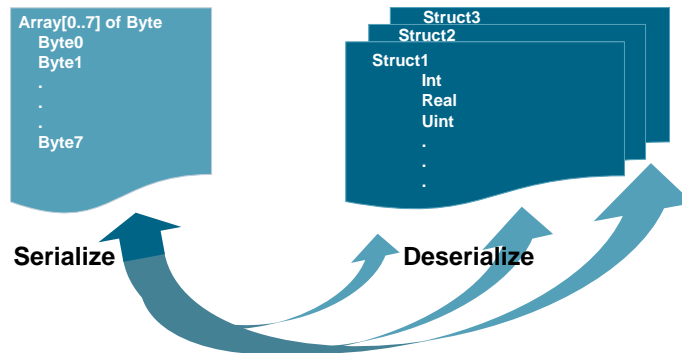 Array[0..7] of Byte
Byte0
Byte1
.
.
.
Byte7
Struct3
Struct2
Struct1
Int
Real
Uint
.
.
.
Serialize
Deserialize